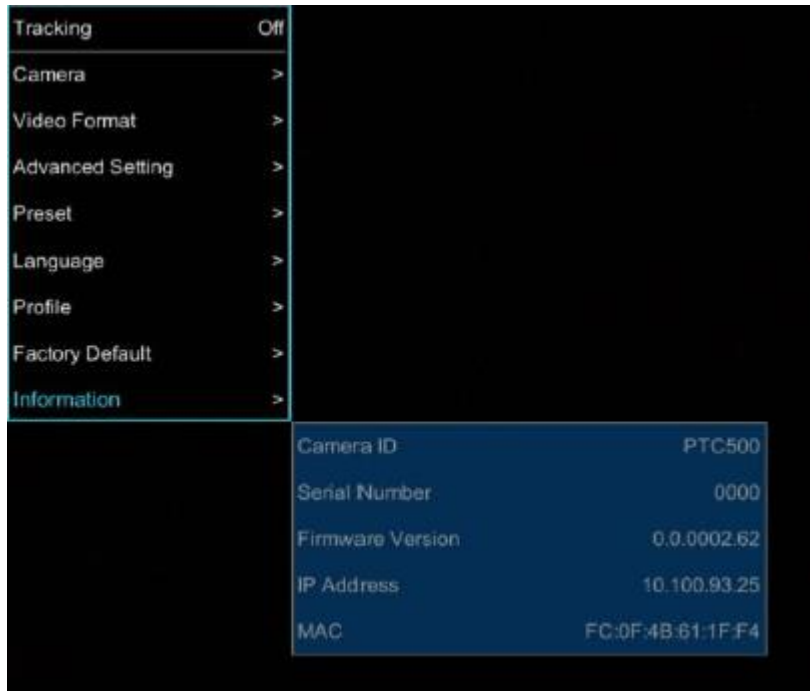 Tracking Off
Camera >
Video Format >
Advanced Setting >
Preset >
Language >
Profile >
Factory Default >
Information >
Camera ID PTC500
Serial Number 0000
Firmware Version 0.0.0002.62
IP Address 10.100.93.25
MAC FC:0F:4B:61:1F:F4